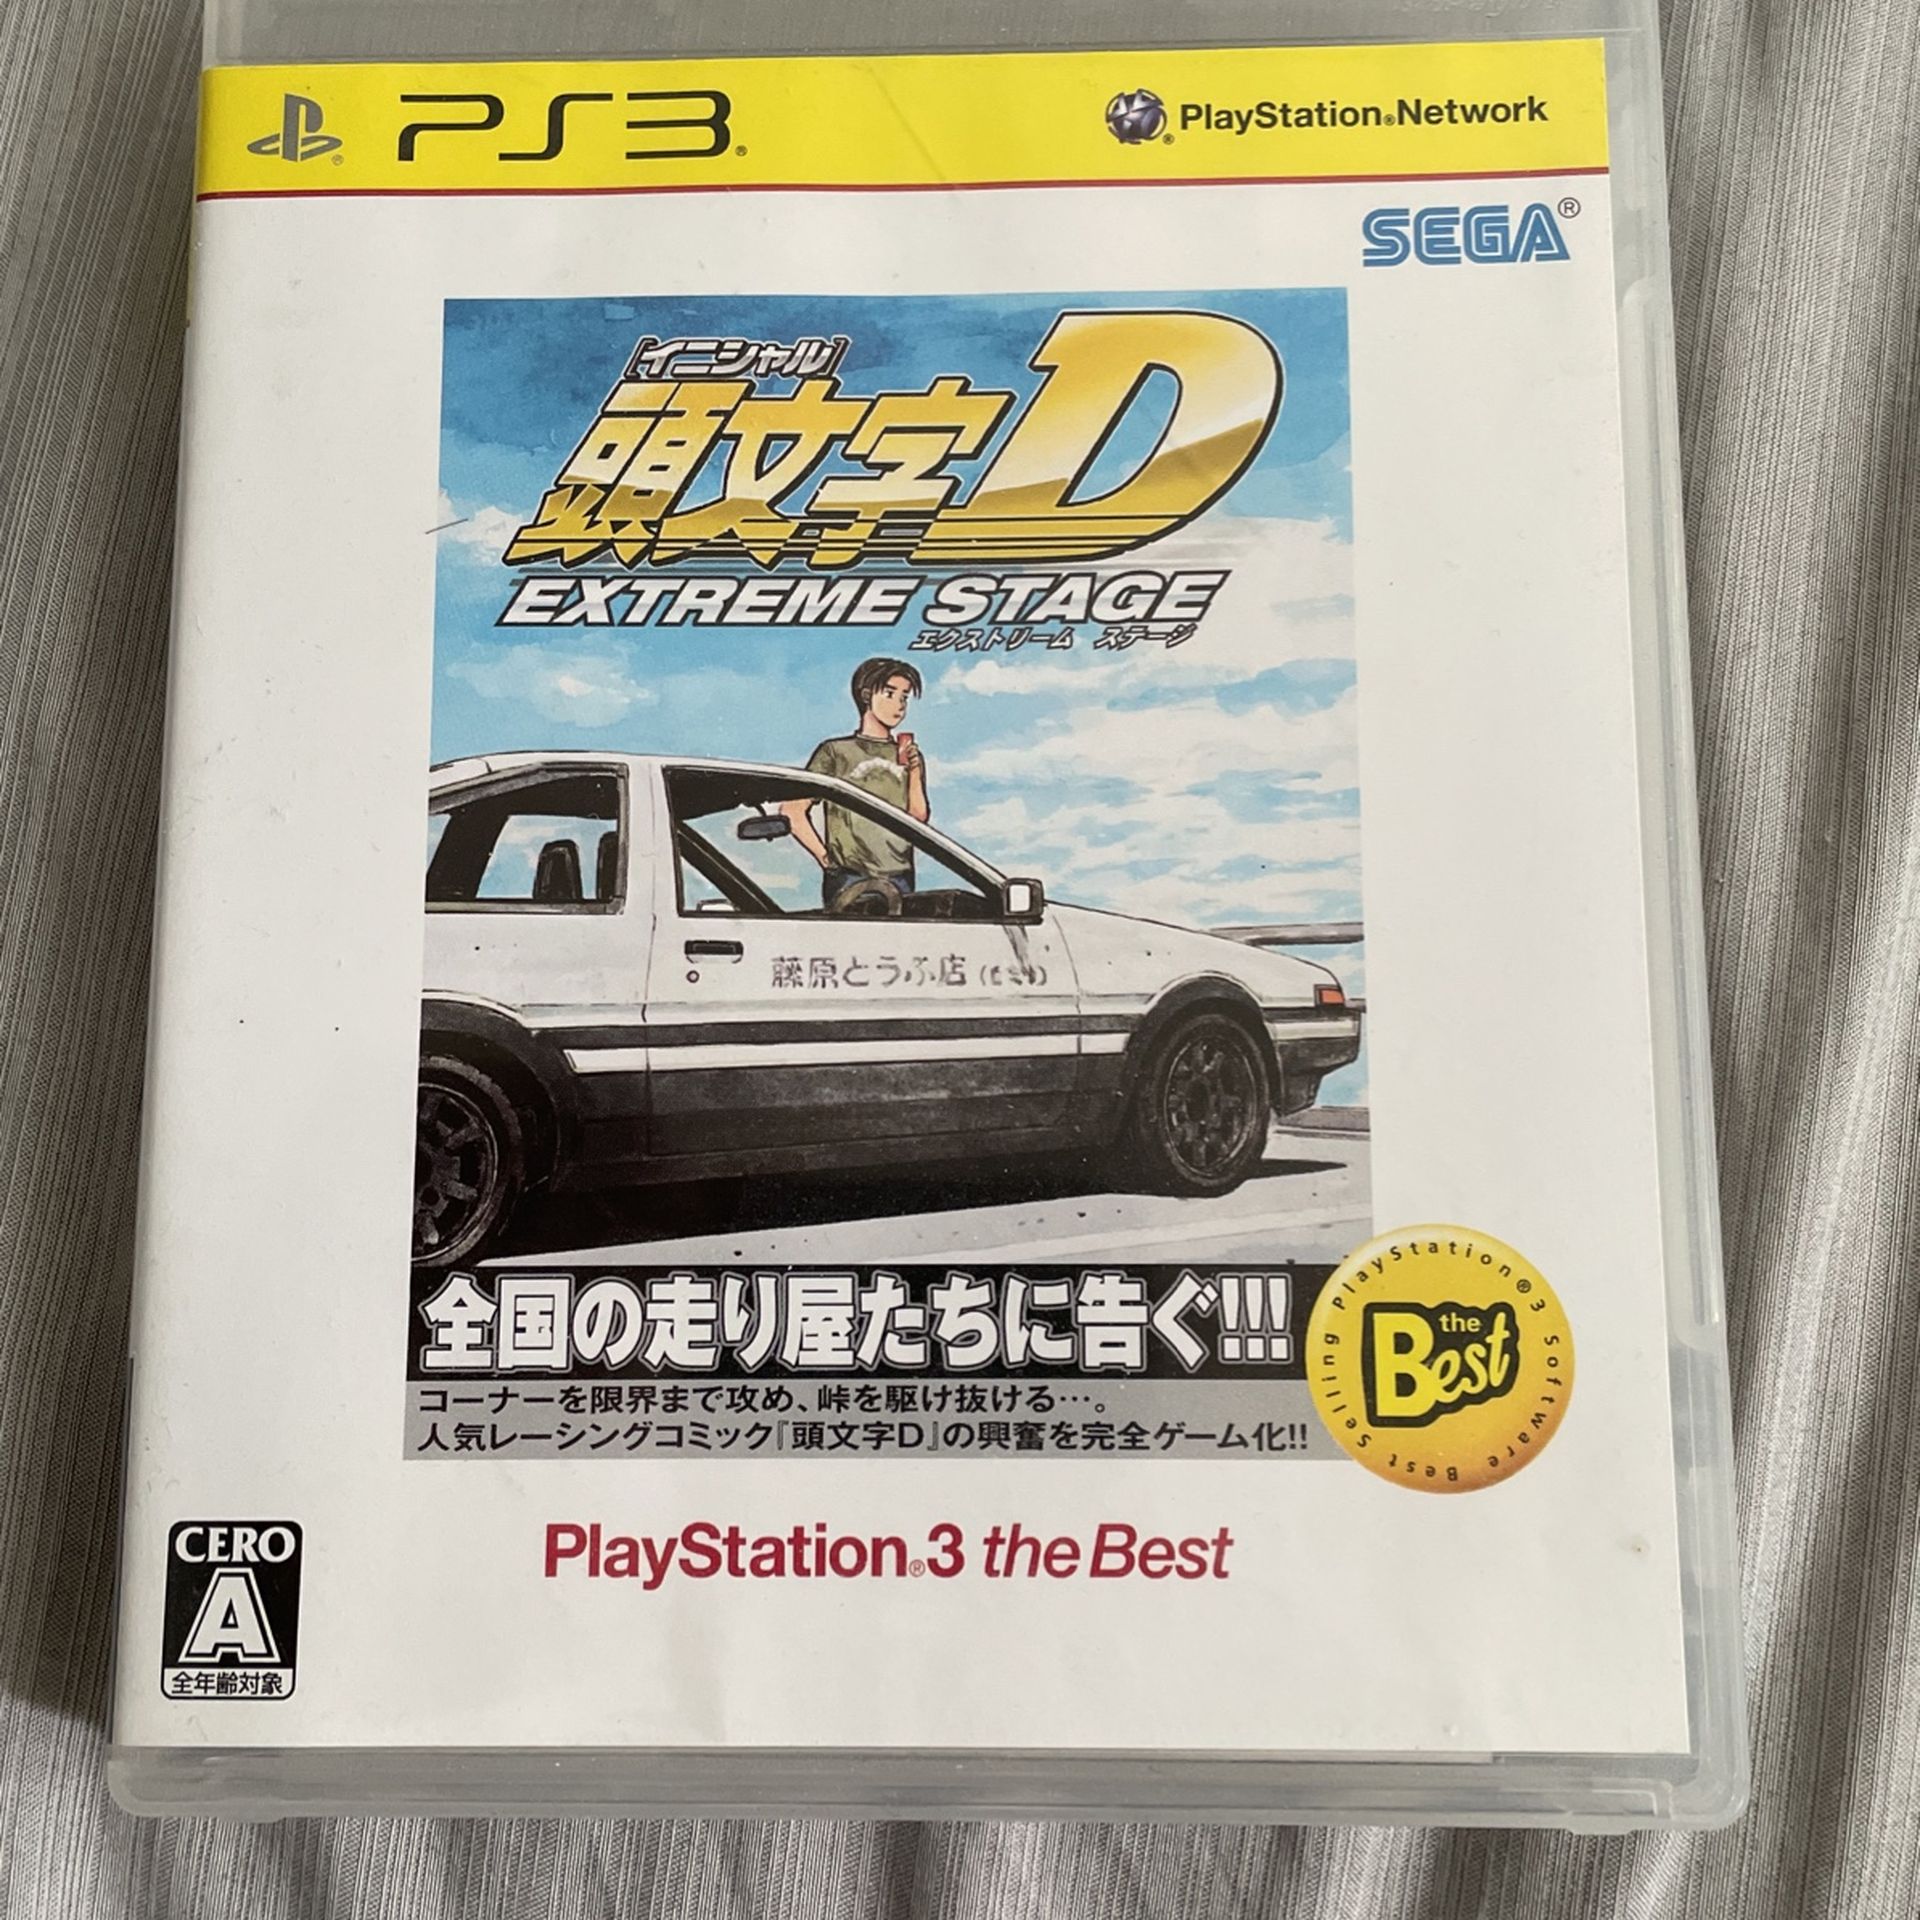 PS3®
PlayStation®Network
SEGA®
[イニシャル]
頭文字D
EXTREME STAGE
エクストリーム ステージ
藤原とうふ店(自家用)
全国の走り屋たちに告ぐ!!!
コーナーを限界まで攻め、峠を駆け抜ける…。
人気レーシングコミック『頭文字D』の興奮を完全ゲーム化!!
PlayStation®3 Software Best Selling
the Best
PlayStation®3 the Best
CERO
A
全年齢対象